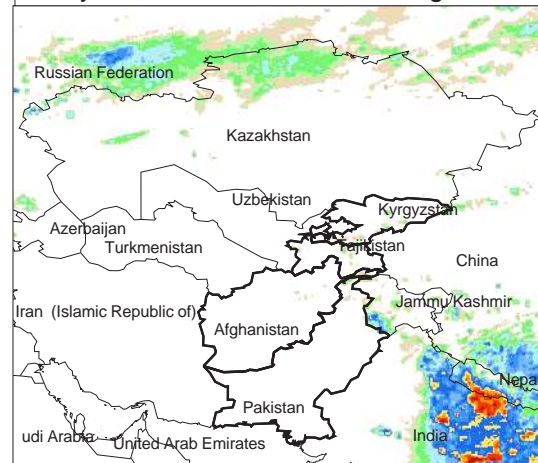 Russian Federation
Kazakhstan
Uzbekistan
Kyrgyzstan
Azerbaijan
Turkmenistan
Tajikistan
China
Jammu Kashmir
Iran (Islamic Republic of)
Afghanistan
Nepa
Pakistan
India
udi Arabia
United Arab Emirates